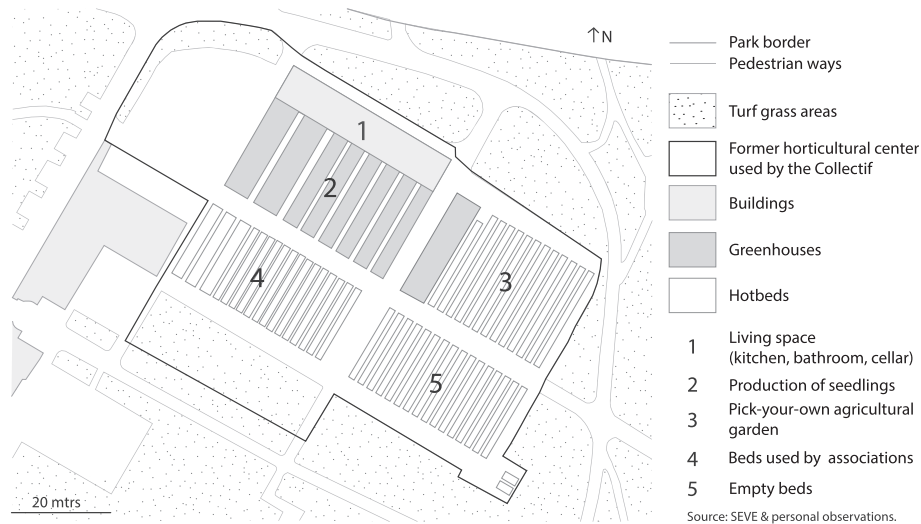 ↑N
1
2
3
4
5
20 mtrs
Park border
Pedestrian ways
Turf grass areas
Former horticultural center
used by the Collectif
Buildings
Greenhouses
Hotbeds
1 Living space
(kitchen, bathroom, cellar)
2 Production of seedlings
3 Pick-your-own agricultural
garden
4 Beds used by associations
5 Empty beds
Source: SEVE & personal observations.